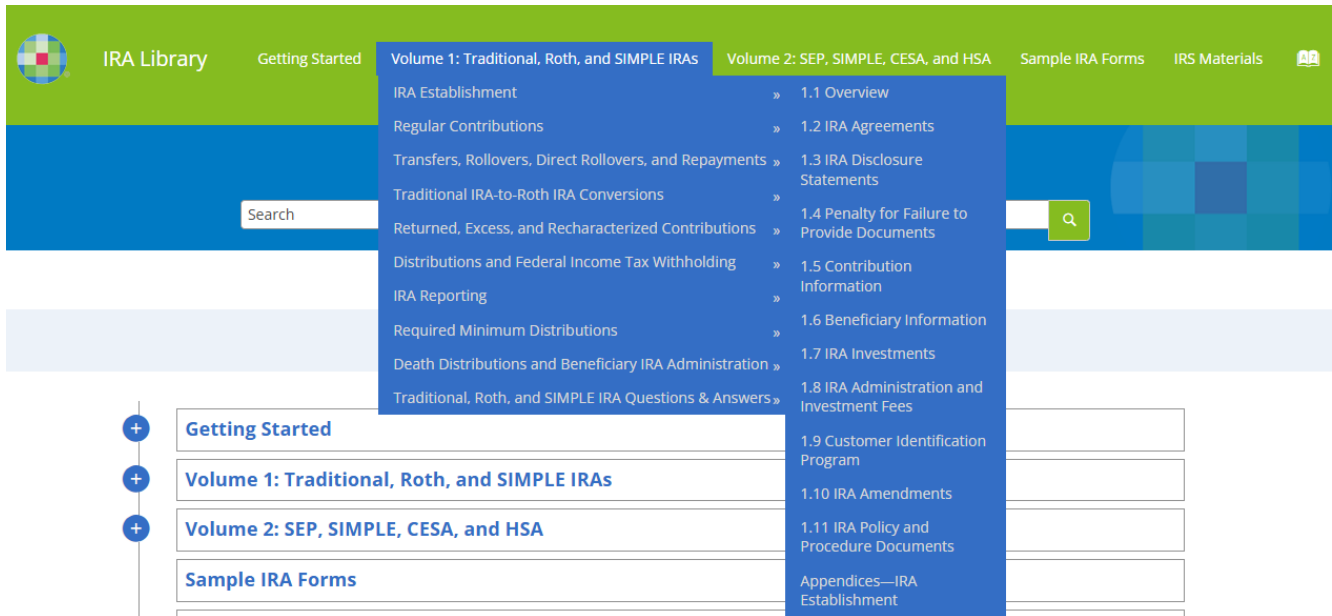 IRA Library
Getting Started
Volume 1: Traditional, Roth, and SIMPLE IRAs
Volume 2: SEP, SIMPLE, CESA, and HSA
Sample IRA Forms
IRS Materials
IRA Establishment »
Regular Contributions »
Transfers, Rollovers, Direct Rollovers, and Repayments »
Traditional IRA-to-Roth IRA Conversions »
Returned, Excess, and Recharacterized Contributions »
Distributions and Federal Income Tax Withholding »
IRA Reporting »
Required Minimum Distributions »
Death Distributions and Beneficiary IRA Administration »
Traditional, Roth, and SIMPLE IRA Questions & Answers »
1.1 Overview
1.2 IRA Agreements
1.3 IRA Disclosure
Statements
1.4 Penalty for Failure to
Provide Documents
1.5 Contribution
Information
1.6 Beneficiary Information
1.7 IRA Investments
1.8 IRA Administration and
Investment Fees
1.9 Customer Identification
Program
1.10 IRA Amendments
1.11 IRA Policy and
Procedure Documents
Appendices—IRA
Establishment
Search
+ Getting Started
+ Volume 1: Traditional, Roth, and SIMPLE IRAs
+ Volume 2: SEP, SIMPLE, CESA, and HSA
Sample IRA Forms